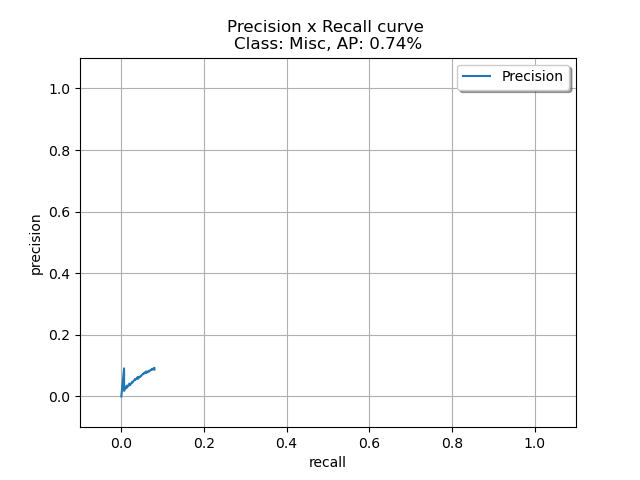 Precision x Recall curve
Class: Misc, AP: 0.74%
Precision
1.0
0.8
0.6
0.4
0.2
0.0
precision
0.0 0.2 0.4 0.6 0.8 1.0
recall